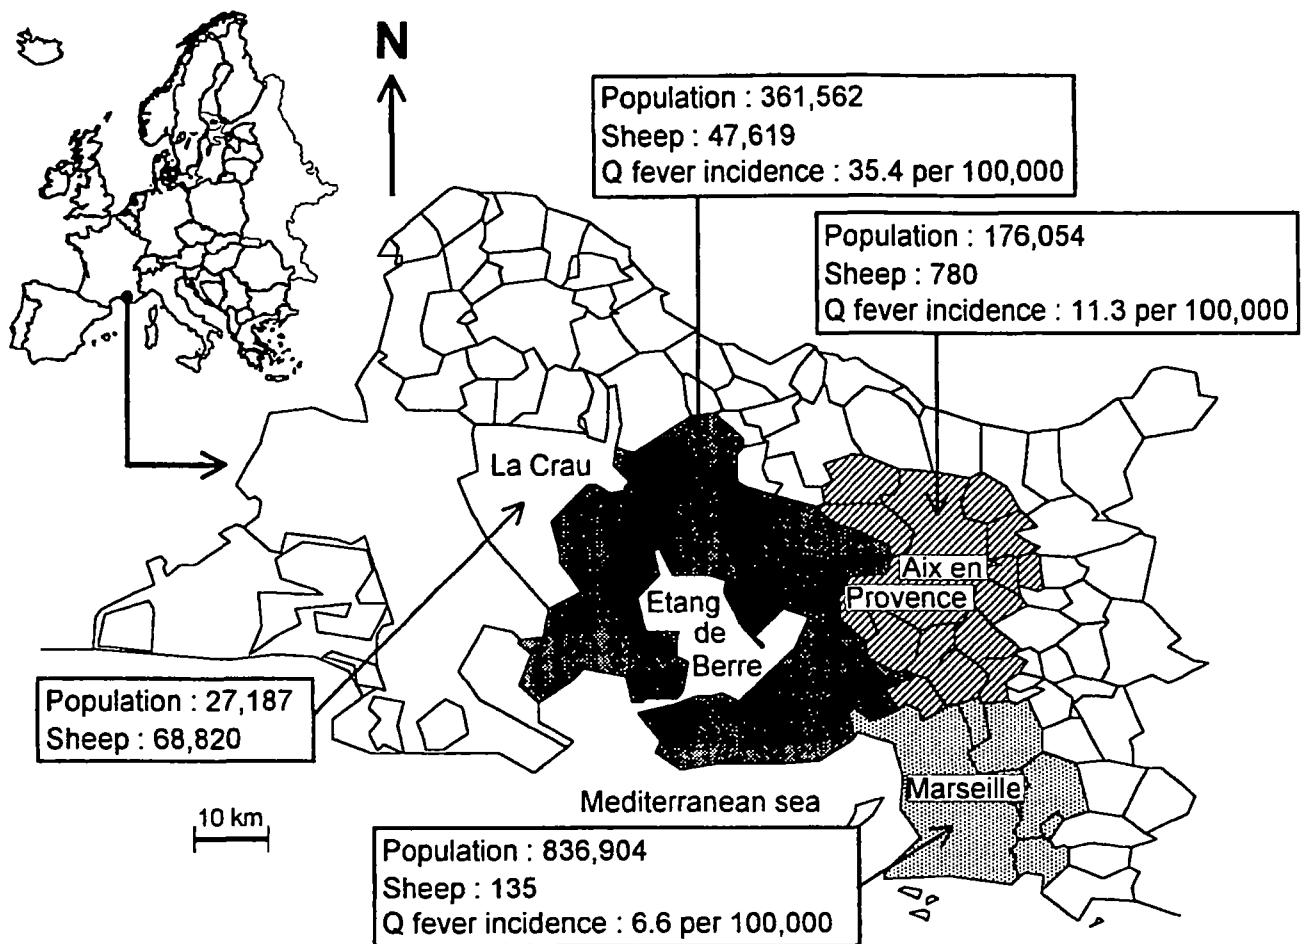 N
Population : 361,562
Sheep : 47,619
Q fever incidence : 35.4 per 100,000
Population : 176,054
Sheep : 780
Q fever incidence : 11.3 per 100,000
La Crau
Aix en
Provence
Etang
de
Berre
Population : 27,187
Sheep : 68,820
Marseille
Mediterranean sea
10 km
Population : 836,904
Sheep : 135
Q fever incidence : 6.6 per 100,000